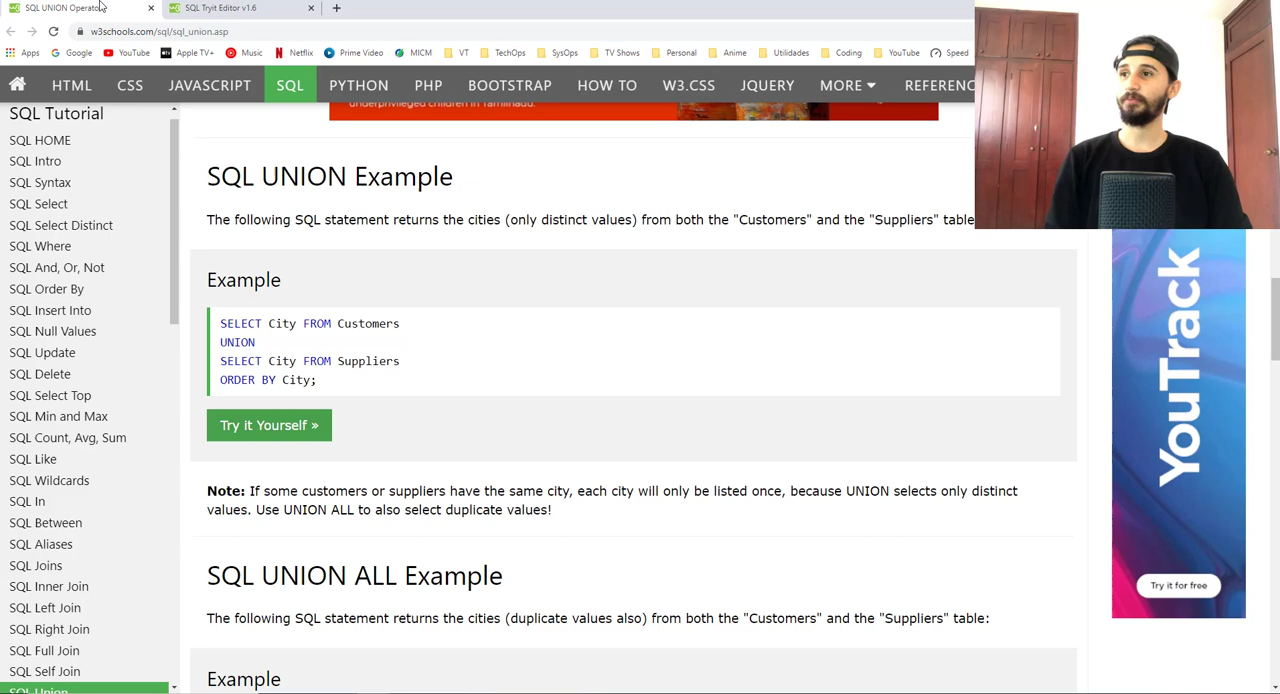 SQL UNION Operator
SQL Tryit Editor v1.6
w3schools.com/sql/sql_union.asp
Apps
Google
YouTube
Apple TV+
Music
Netflix
Prime Video
MICM
VT
TechOps
SysOps
TV Shows
Personal
Anime
Utilidades
Coding
YouTube
Speed
HTML
CSS
JAVASCRIPT
SQL
PYTHON
PHP
BOOTSTRAP
HOW TO
W3.CSS
JQUERY
MORE
REFERENC
SQL Tutorial
SQL HOME
SQL Intro
SQL Syntax
SQL Select
SQL Select Distinct
SQL Where
SQL And, Or, Not
SQL Order By
SQL Insert Into
SQL Null Values
SQL Update
SQL Delete
SQL Select Top
SQL Min and Max
SQL Count, Avg, Sum
SQL Like
SQL Wildcards
SQL In
SQL Between
SQL Aliases
SQL Joins
SQL Inner Join
SQL Left Join
SQL Right Join
SQL Full Join
SQL Self Join
SQL Union
underprivileged children in Tamilnadu.
SQL UNION Example
The following SQL statement returns the cities (only distinct values) from both the "Customers" and the "Suppliers" table
Example
SELECT City FROM Customers
UNION
SELECT City FROM Suppliers
ORDER BY City;
Try it Yourself »
Note: If some customers or suppliers have the same city, each city will only be listed once, because UNION selects only distinct
values. Use UNION ALL to also select duplicate values!
SQL UNION ALL Example
The following SQL statement returns the cities (duplicate values also) from both the "Customers" and the "Suppliers" table:
Example
YouTrack
Try it for free